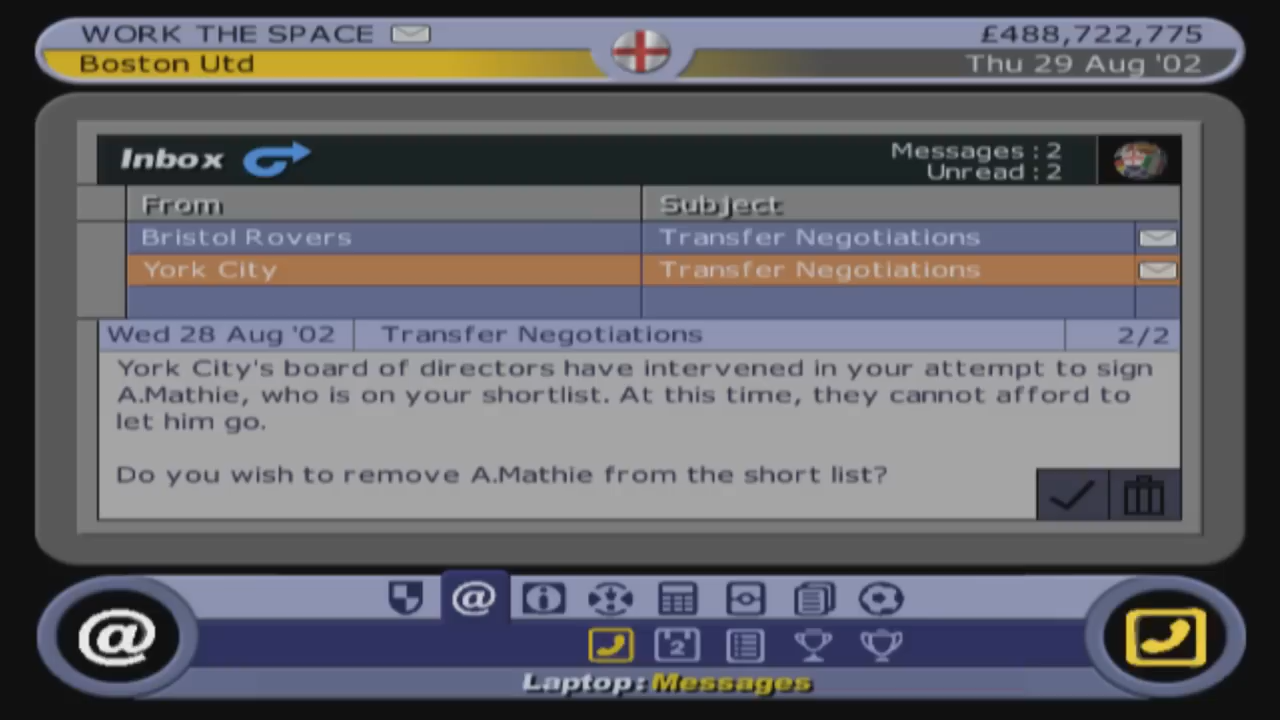 WORK THE SPACE
£488,722,775
Boston Utd
Thu 29 Aug '02
Inbox
Messages : 2
Unread : 2
From
Subject
Bristol Rovers
Transfer Negotiations
York City
Transfer Negotiations
Wed 28 Aug '02
Transfer Negotiations
2/2
York City's board of directors have intervened in your attempt to sign
A.Mathie, who is on your shortlist. At this time, they cannot afford to
let him go.
Do you wish to remove A.Mathie from the short list?
@
@
2
Laptop:Messages